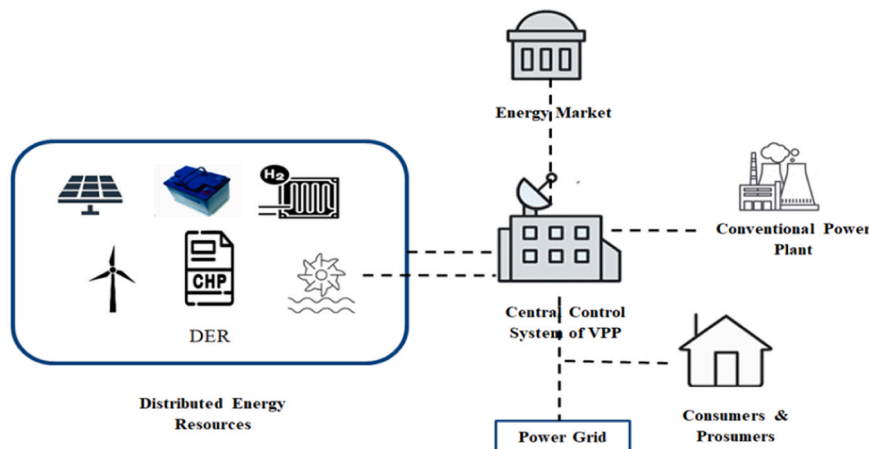 Energy Market
H2
CHP
DER
Distributed Energy
Resources
Central Control
System of VPP
Conventional Power
Plant
Consumers &
Prosumers
Power Grid